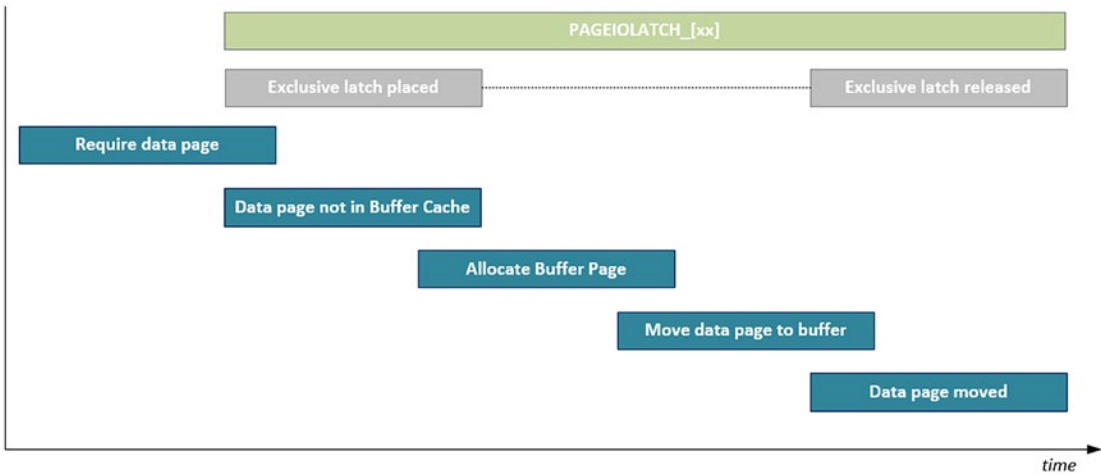 PAGEIOLATCH_[xx]
Exclusive latch placed
Exclusive latch released
Require data page
Data page not in Buffer Cache
Allocate Buffer Page
Move data page to buffer
Data page moved
time